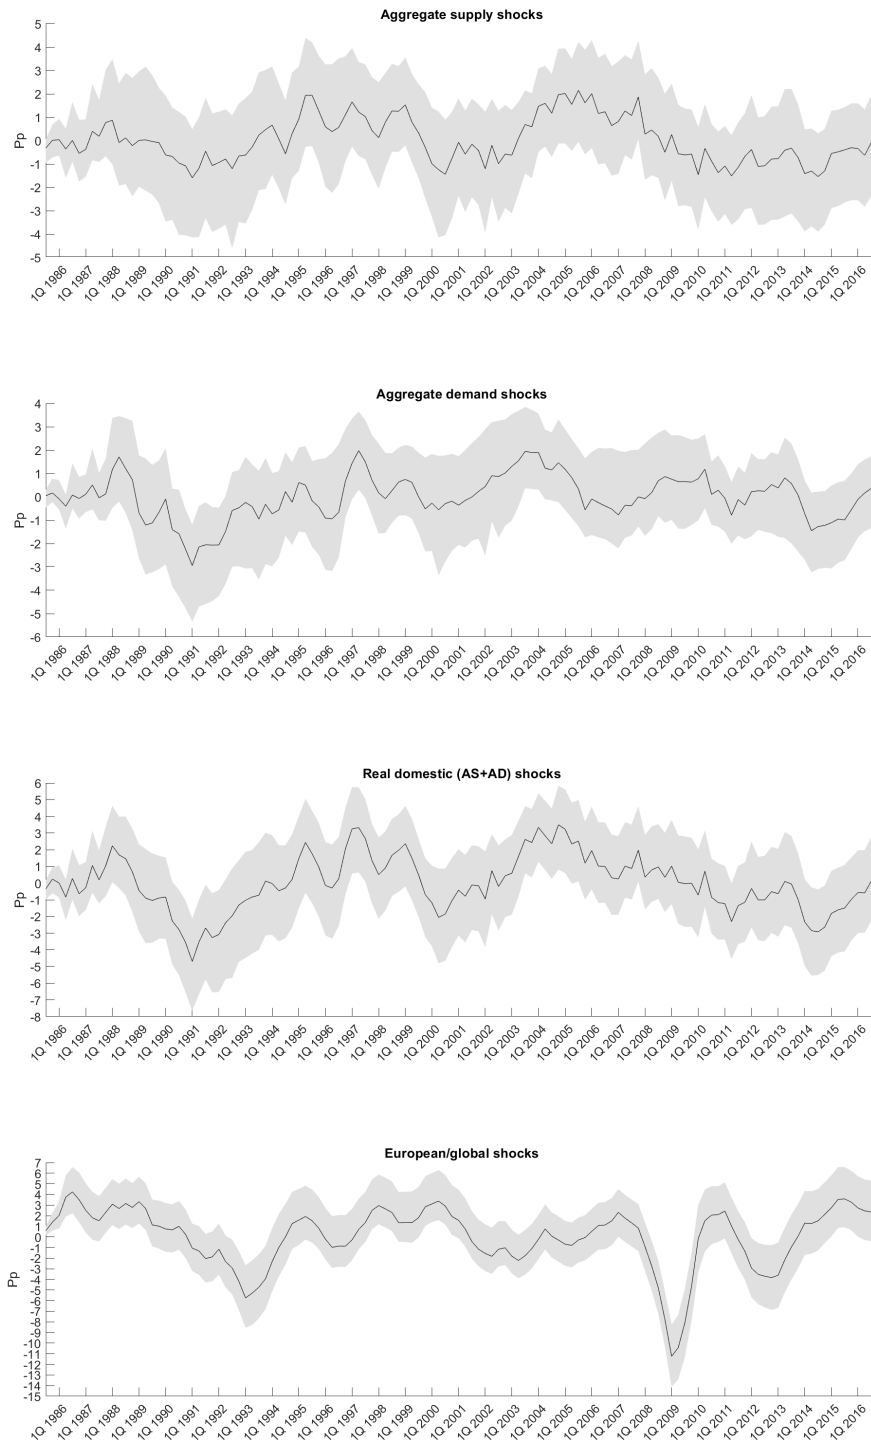 Aggregate supply shocks
5
4
3
2
1
0
-1
-2
-3
-4
-5
Pp
1Q 1986
1Q 1987
1Q 1988
1Q 1989
1Q 1990
1Q 1991
1Q 1992
1Q 1993
1Q 1994
1Q 1995
1Q 1996
1Q 1997
1Q 1998
1Q 1999
1Q 2000
1Q 2001
1Q 2002
1Q 2003
1Q 2004
1Q 2005
1Q 2006
1Q 2007
1Q 2008
1Q 2009
1Q 2010
1Q 2011
1Q 2012
1Q 2013
1Q 2014
1Q 2015
1Q 2016
Aggregate demand shocks
4
3
2
1
0
-1
-2
-3
-4
-5
-6
Pp
1Q 1986
1Q 1987
1Q 1988
1Q 1989
1Q 1990
1Q 1991
1Q 1992
1Q 1993
1Q 1994
1Q 1995
1Q 1996
1Q 1997
1Q 1998
1Q 1999
1Q 2000
1Q 2001
1Q 2002
1Q 2003
1Q 2004
1Q 2005
1Q 2006
1Q 2007
1Q 2008
1Q 2009
1Q 2010
1Q 2011
1Q 2012
1Q 2013
1Q 2014
1Q 2015
1Q 2016
Real domestic (AS+AD) shocks
6
5
4
3
2
1
0
-1
-2
-3
-4
-5
-6
-7
-8
Pp
1Q 1986
1Q 1987
1Q 1988
1Q 1989
1Q 1990
1Q 1991
1Q 1992
1Q 1993
1Q 1994
1Q 1995
1Q 1996
1Q 1997
1Q 1998
1Q 1999
1Q 2000
1Q 2001
1Q 2002
1Q 2003
1Q 2004
1Q 2005
1Q 2006
1Q 2007
1Q 2008
1Q 2009
1Q 2010
1Q 2011
1Q 2012
1Q 2013
1Q 2014
1Q 2015
1Q 2016
European/global shocks
7
6
5
4
3
2
1
0
-1
-2
-3
-4
-5
-6
-7
-8
-9
-10
-11
-12
-13
-14
-15
Pp
1Q 1986
1Q 1987
1Q 1988
1Q 1989
1Q 1990
1Q 1991
1Q 1992
1Q 1993
1Q 1994
1Q 1995
1Q 1996
1Q 1997
1Q 1998
1Q 1999
1Q 2000
1Q 2001
1Q 2002
1Q 2003
1Q 2004
1Q 2005
1Q 2006
1Q 2007
1Q 2008
1Q 2009
1Q 2010
1Q 2011
1Q 2012
1Q 2013
1Q 2014
1Q 2015
1Q 2016